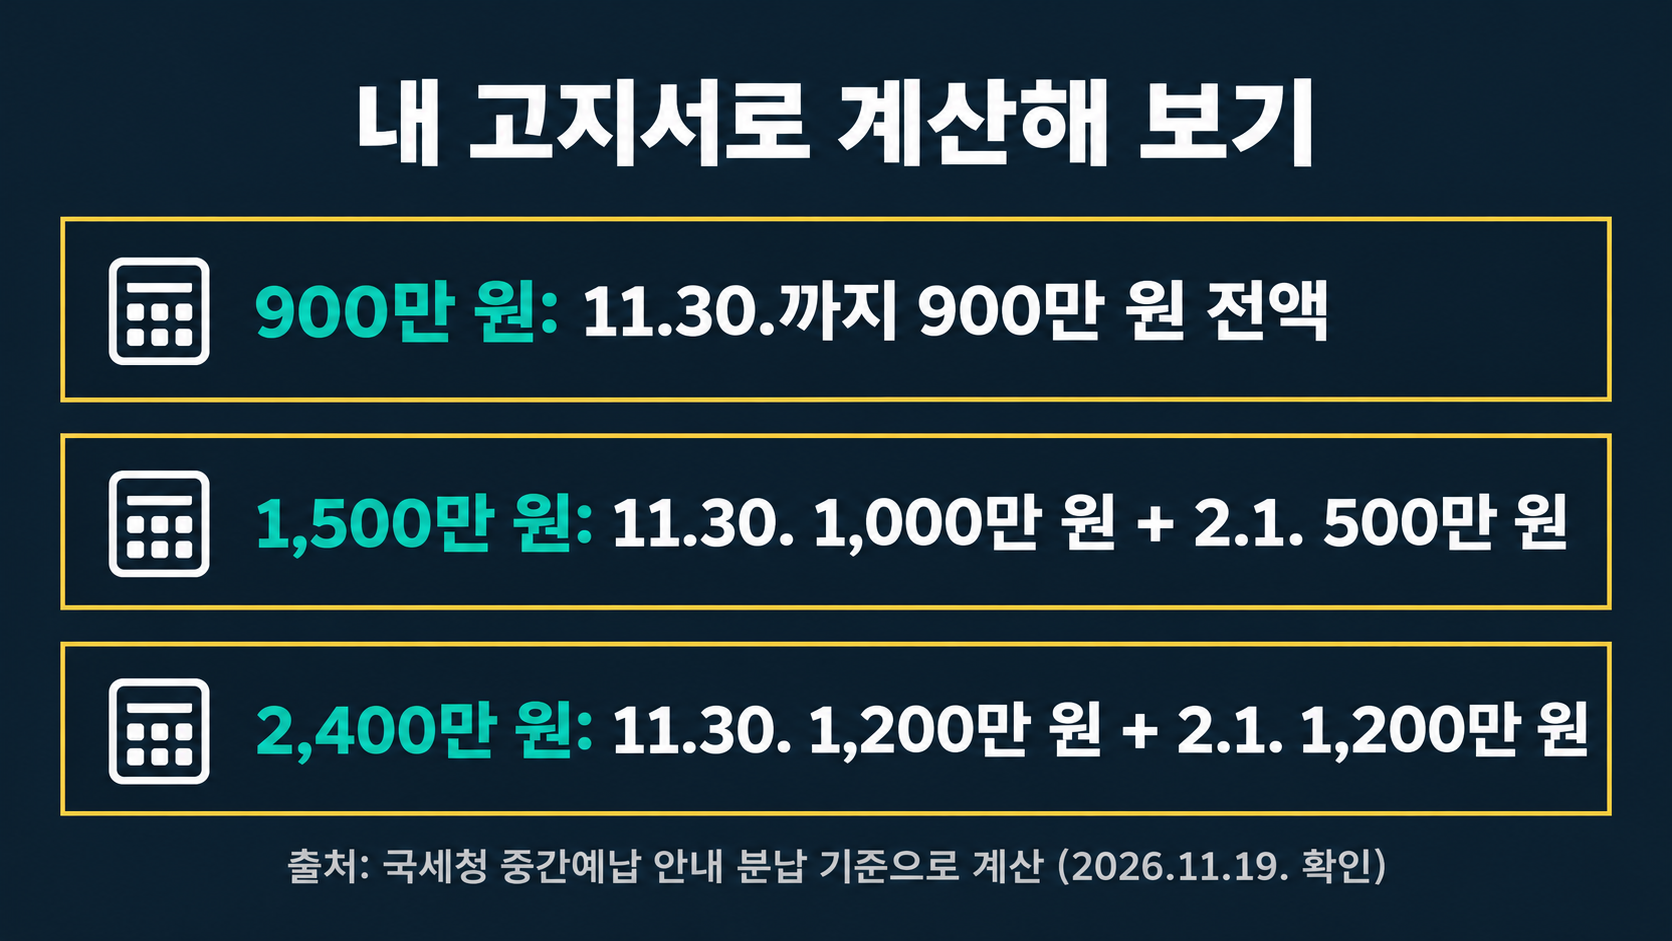 내 고지서로 계산해 보기
900만 원: 11.30.까지 900만 원 전액
1,500만 원: 11.30. 1,000만 원 + 2.1. 500만 원
2,400만 원: 11.30. 1,200만 원 + 2.1. 1,200만 원
출처: 국세청 중간예납 안내 분납 기준으로 계산 (2026.11.19. 확인)